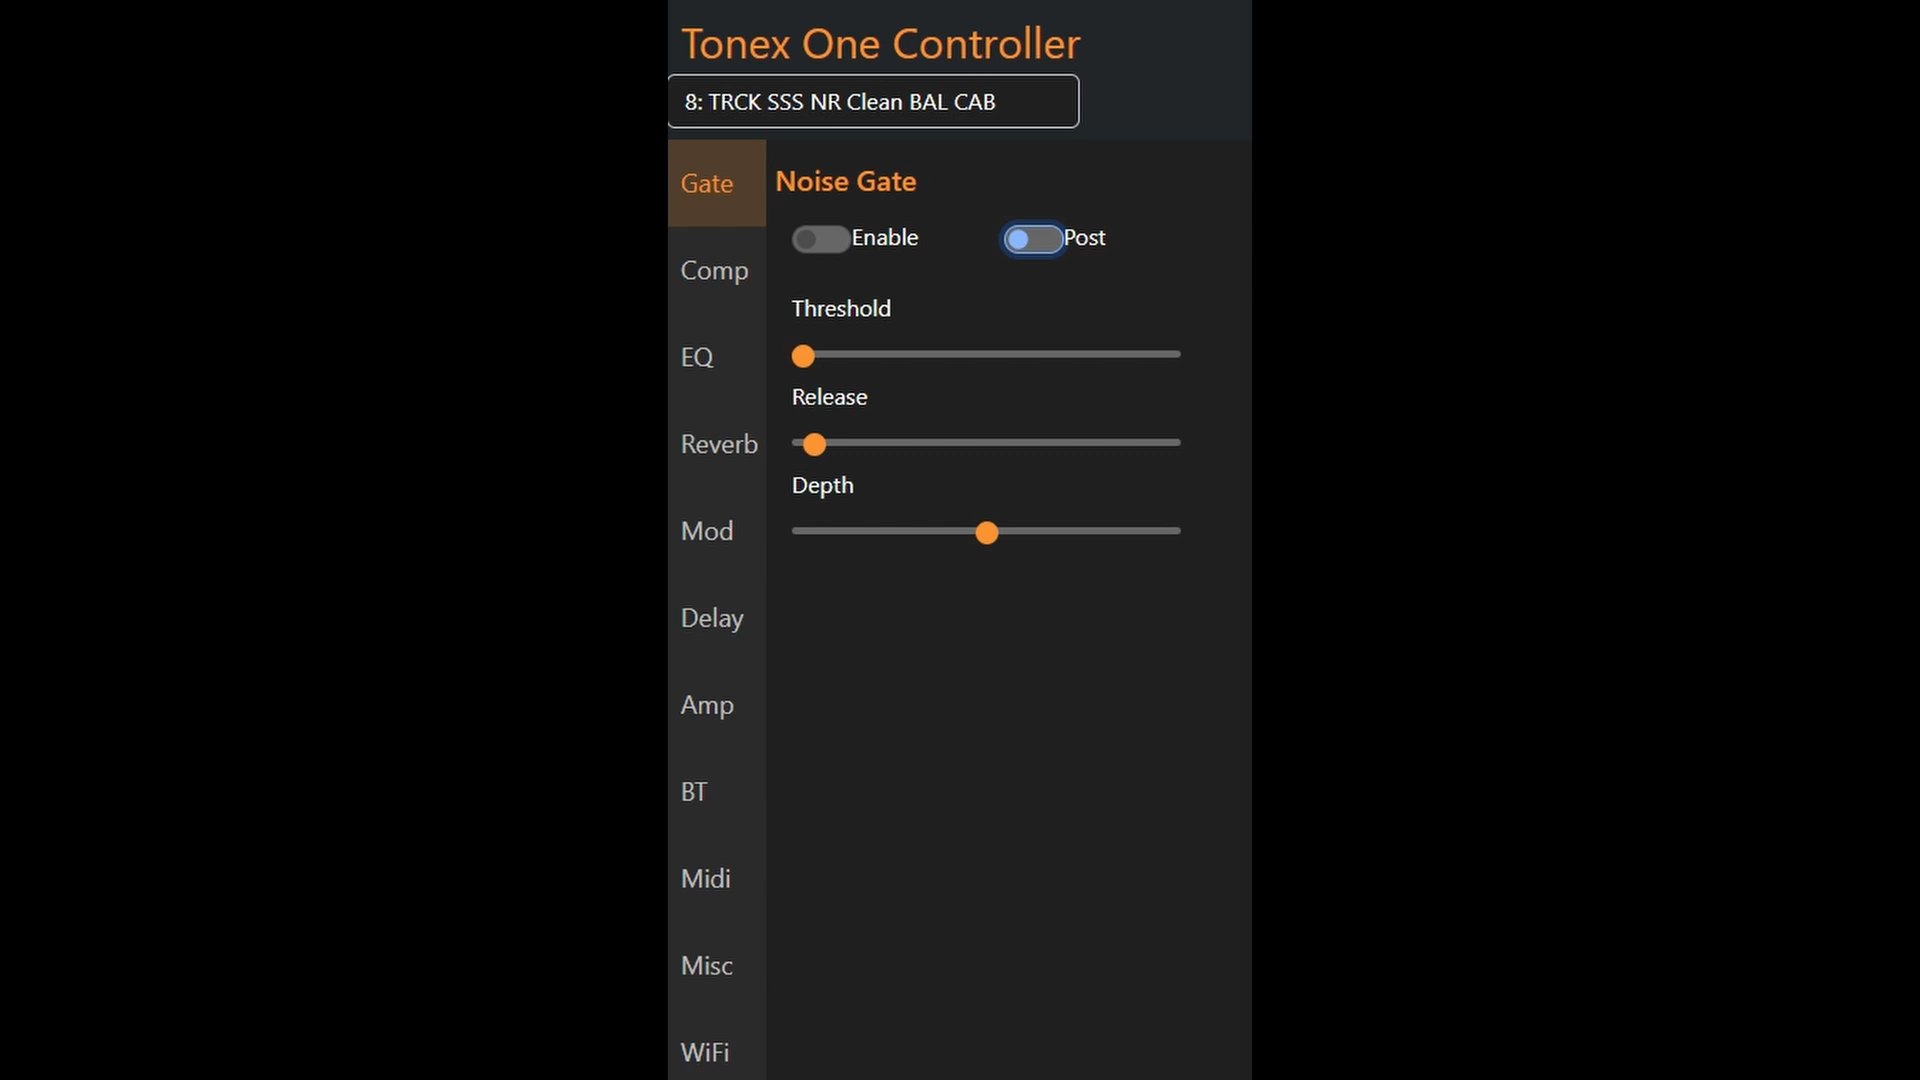 Tonex One Controller
8: TRCK SSS NR Clean BAL CAB
Gate
Comp
EQ
Reverb
Mod
Delay
Amp
BT
Midi
Misc
WiFi
Noise Gate
Enable Post
Threshold
Release
Depth